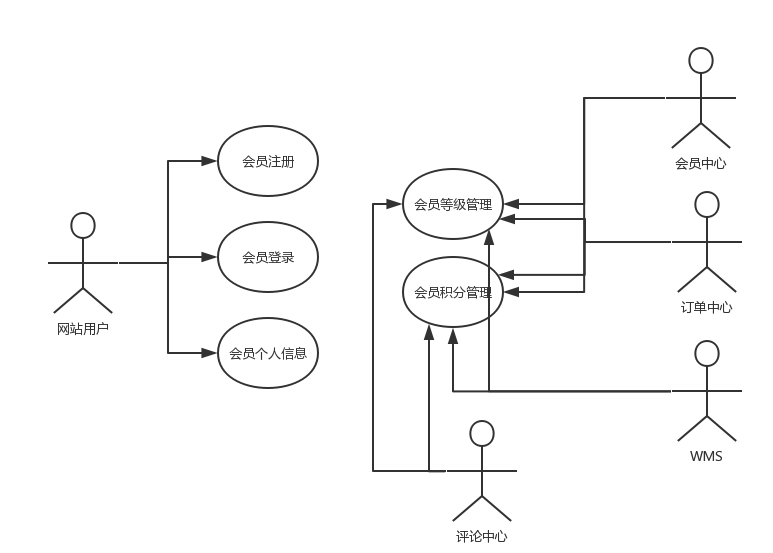 会员注册
会员登录
会员个人信息
网站用户
会员等级管理
会员积分管理
会员中心
订单中心
WMS
评论中心